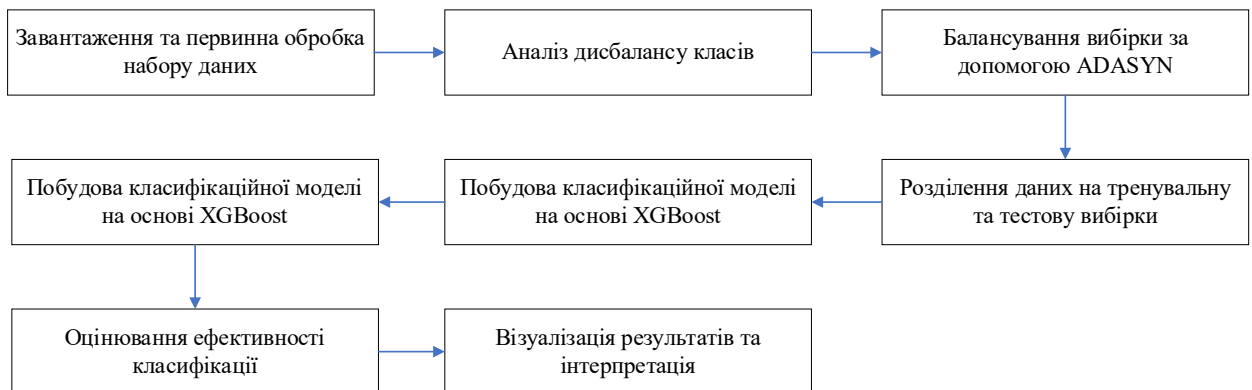 Завантаження та первинна обробка
набору даних
Аналіз дисбалансу класів
Балансування вибірки за
допомогою ADASYN
Розділення даних на тренувальну
та тестову вибірки
Побудова класифікаційної моделі
на основі XGBoost
Побудова класифікаційної моделі
на основі XGBoost
Оцінювання ефективності
класифікації
Візуалізація результатів та
інтерпретація